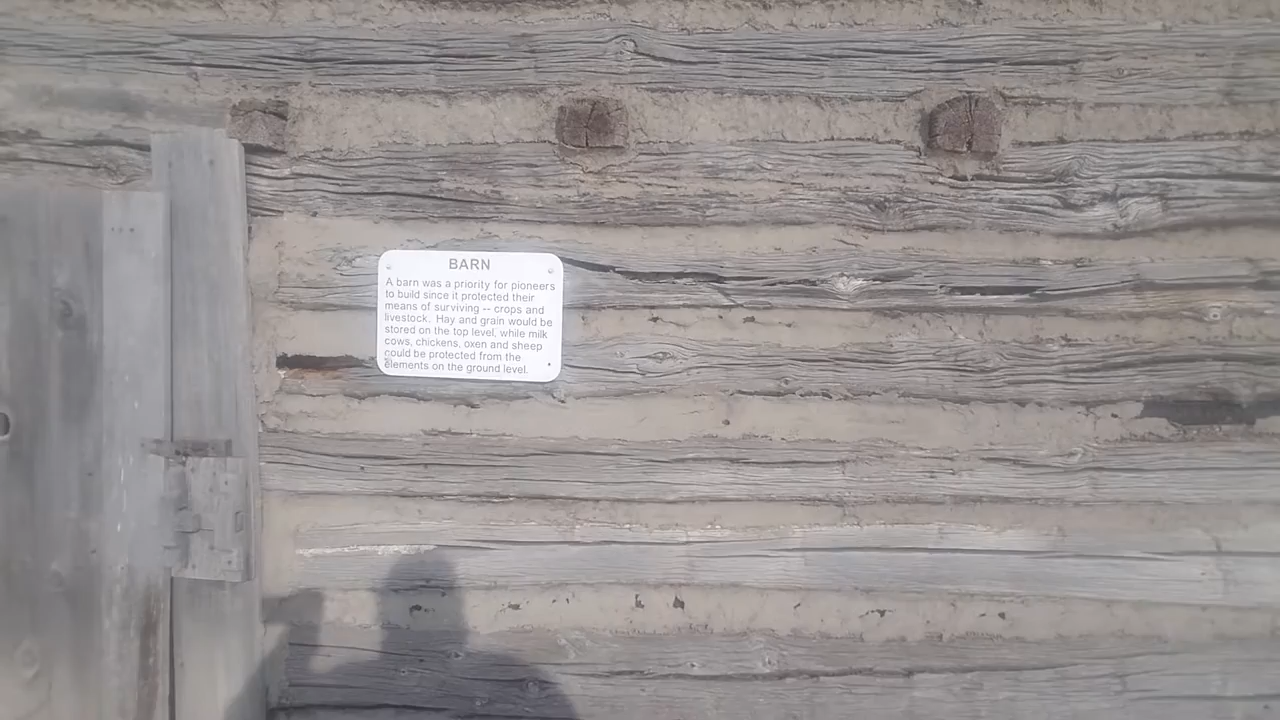 BARN
A barn was a priority for pioneers
to build since it protected their
means of surviving -- crops and
livestock. Hay and grain would be
stored on the top level, while milk
cows, chickens, oxen and sheep
could be protected from the
elements on the ground level.